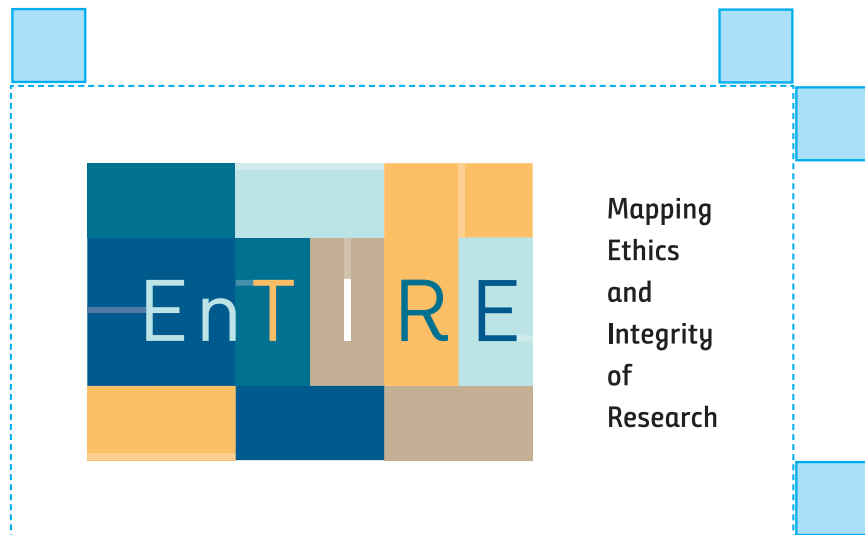 EnTIRE
Mapping
Ethics
and
Integrity
of
Research